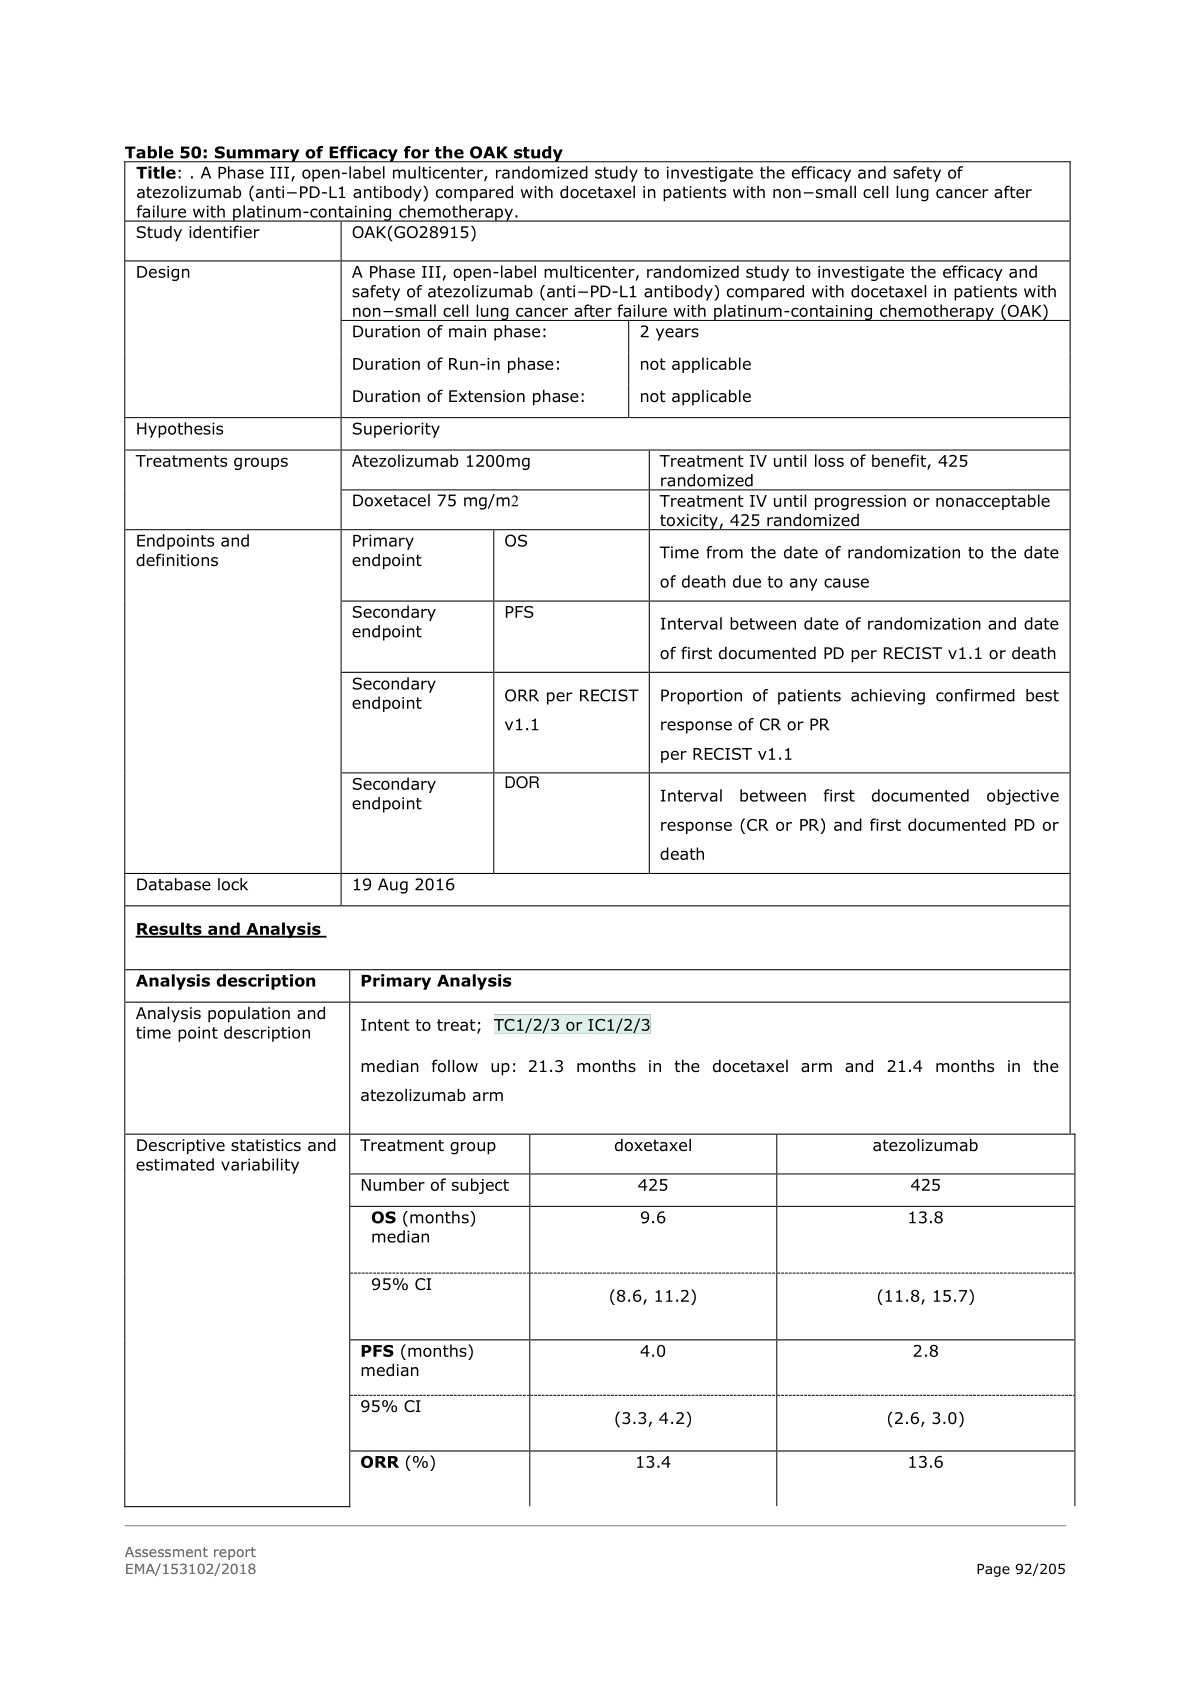 Table 50: Summary of Efficacy for the OAK study
Title: . A Phase III, open-label multicenter, randomized study to investigate the efficacy and safety of
atezolizumab (anti−PD-L1 antibody) compared with docetaxel in patients with non−small cell lung cancer after
failure with platinum-containing chemotherapy.
Study identifier
OAK(GO28915)
Design
A Phase III, open-label multicenter, randomized study to investigate the efficacy and
safety of atezolizumab (anti−PD-L1 antibody) compared with docetaxel in patients with
non−small cell lung cancer after failure with platinum-containing chemotherapy (OAK)
Duration of main phase:
2 years
Duration of Run-in phase:
not applicable
Duration of Extension phase:
not applicable
Hypothesis
Superiority
Treatments groups
Atezolizumab 1200mg
Treatment IV until loss of benefit, 425
randomized
Doxetacel 75 mg/m2
Treatment IV until progression or nonacceptable
toxicity, 425 randomized
Endpoints and
definitions
Primary
endpoint
OS
Time from the date of randomization to the date
of death due to any cause
Secondary
endpoint
PFS
Interval between date of randomization and date
of first documented PD per RECIST v1.1 or death
Secondary
endpoint
ORR per RECIST
v1.1
Proportion of patients achieving confirmed best
response of CR or PR
per RECIST v1.1
Secondary
endpoint
DOR
Interval between first documented objective
response (CR or PR) and first documented PD or
death
Database lock
19 Aug 2016
Results and Analysis
Analysis description
Primary Analysis
Analysis population and
time point description
Intent to treat; TC1/2/3 or IC1/2/3
median follow up: 21.3 months in the docetaxel arm and 21.4 months in the
atezolizumab arm
Descriptive statistics and
estimated variability
Treatment group
doxetaxel
atezolizumab
Number of subject
425
425
OS (months)
median
9.6
13.8
95% CI
(8.6, 11.2)
(11.8, 15.7)
PFS (months)
median
4.0
2.8
95% CI
(3.3, 4.2)
(2.6, 3.0)
ORR (%)
13.4
13.6
Assessment report
EMA/153102/2018
Page 92/205